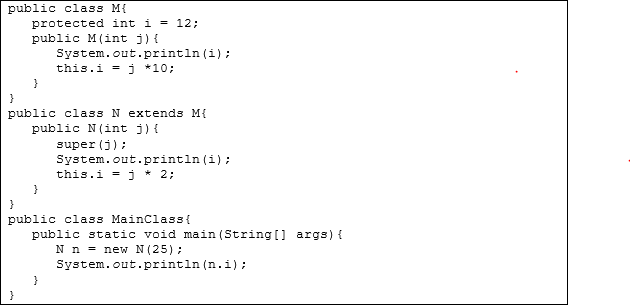 public class M{
protected int i = 12;
public M(int j){
System.out.println(i);
this.i = j *10;
}
}
public class N extends M{
public N(int j){
super(j);
System.out.println(i);
this.i = j * 2;
}
}
public class MainClass{
public static void main(String[] args){
N n = new N(25);
System.out.println(n.i);
}
}